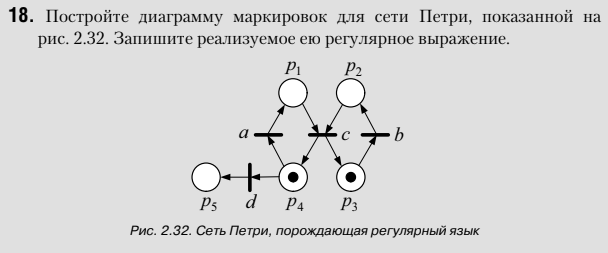 18. Постройте диаграмму маркировок для сети Петри, показанной на
рис. 2.32. Запишите реализуемое ею регулярное выражение.
p1 p2
a c b
p5 d p4 p3
Рис. 2.32. Сеть Петри, порождающая регулярный язык